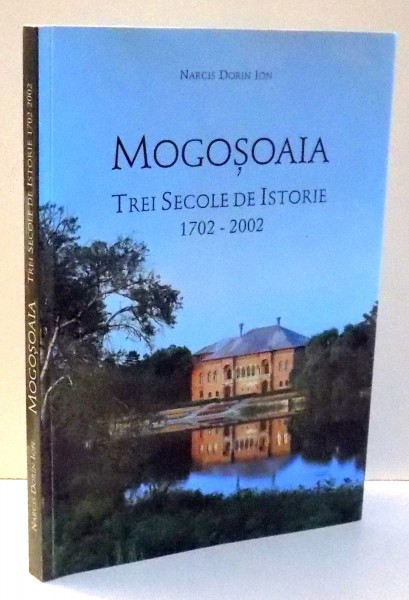 Narcis Dorin Ion
Mogoșoaia
Trei Secole de Istorie
1702 - 2002
Narcis Dorin Ion Mogoșoaia Trei Secole de Istorie 1702-2002